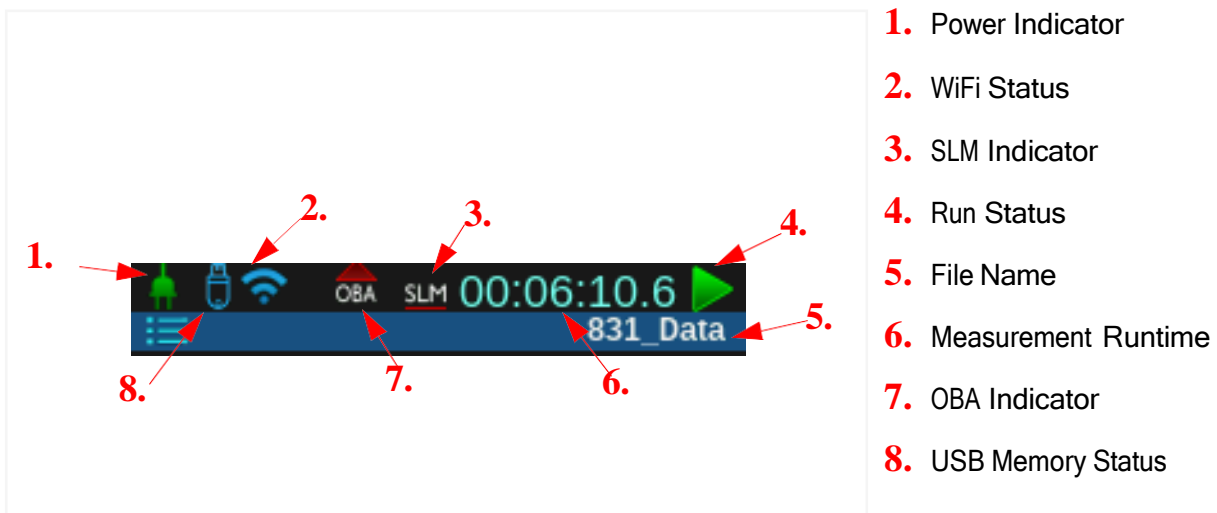 1. Power Indicator
2. WiFi Status
3. SLM Indicator
4. Run Status
5. File Name
6. Measurement Runtime
7. OBA Indicator
8. USB Memory Status
2.
3.
4.
1.
OBA SLM 00:06:10.6
831_Data
5.
8.
7.
6.